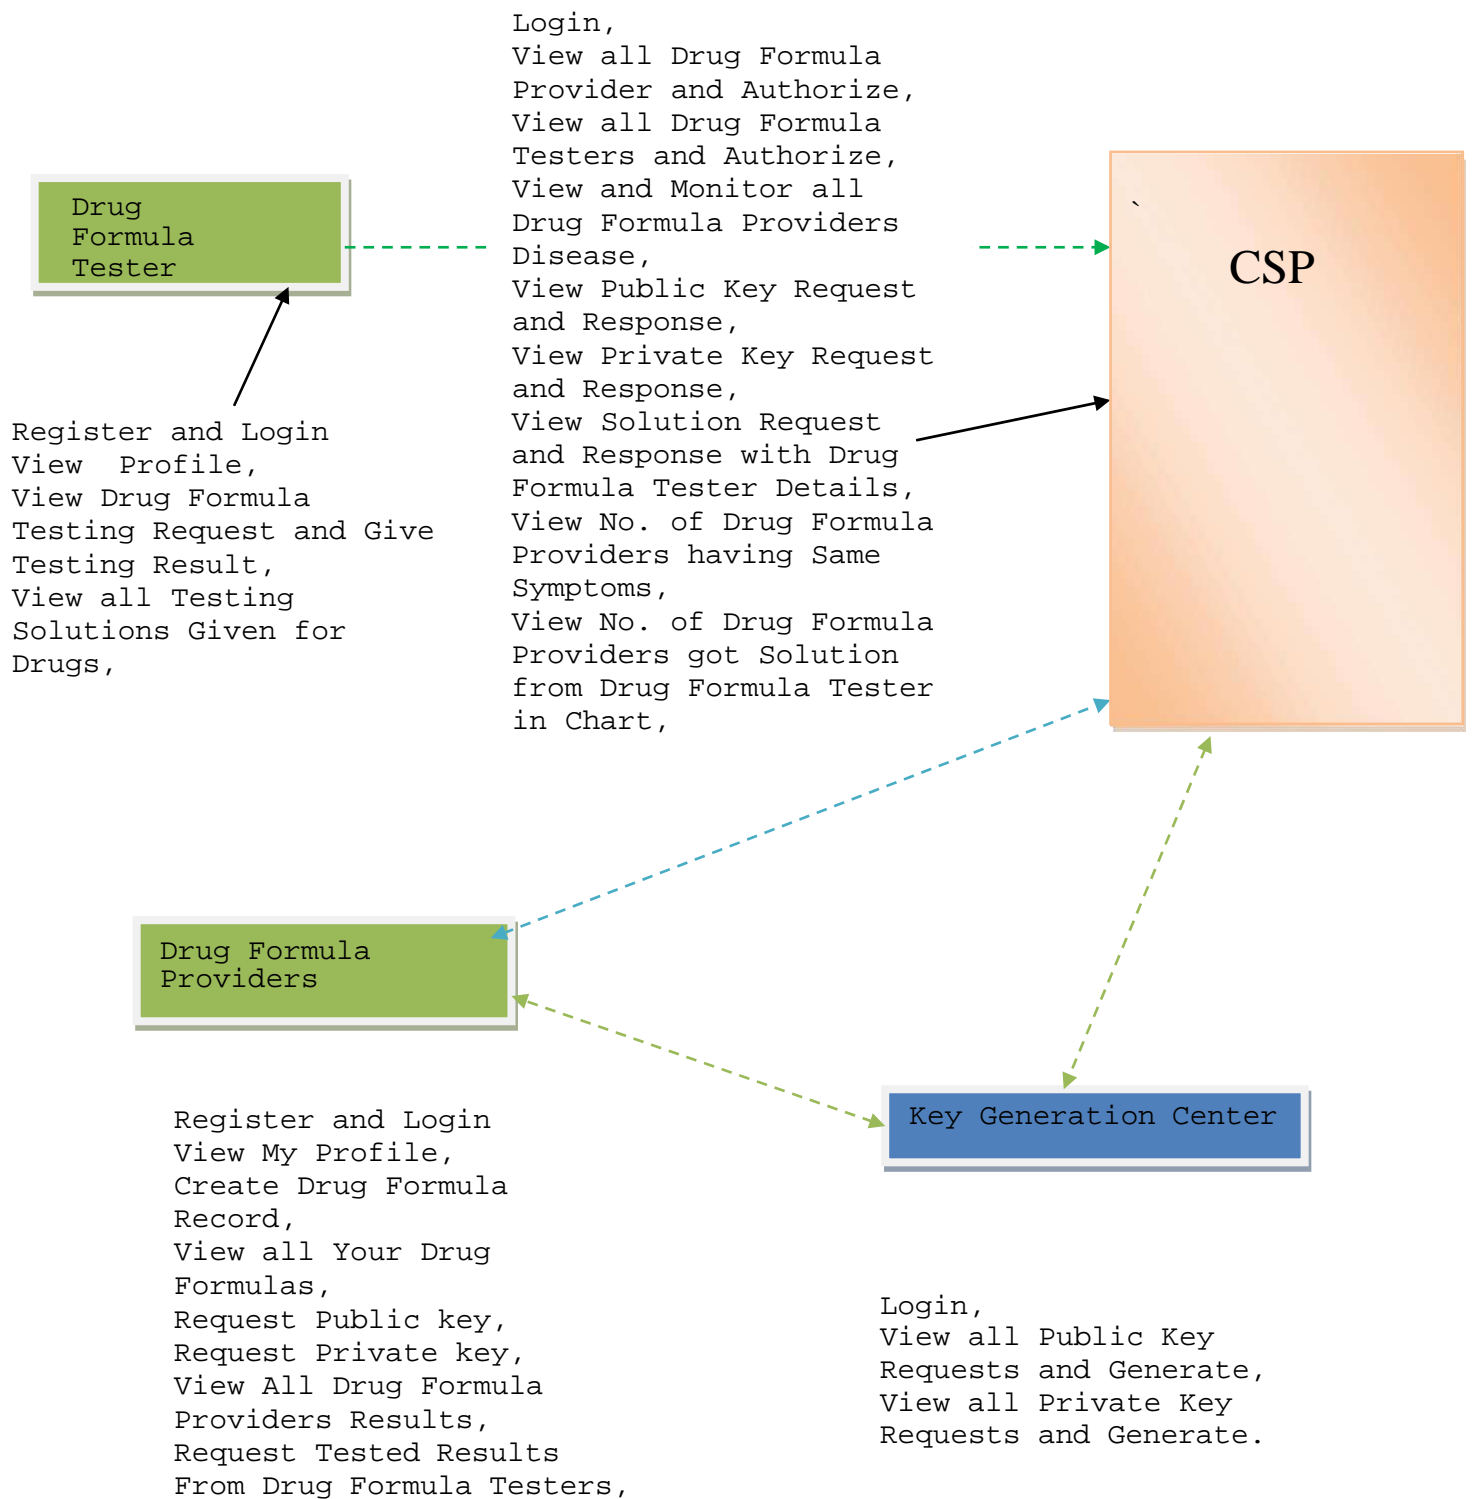 Login,
View all Drug Formula
Provider and Authorize,
View all Drug Formula
Testers and Authorize,
View and Monitor all
Drug Formula Providers
Disease,
View Public Key Request
and Response,
View Private Key Request
and Response,
View Solution Request
and Response with Drug
Formula Tester Details,
View No. of Drug Formula
Providers having Same
Symptoms,
View No. of Drug Formula
Providers got Solution
from Drug Formula Tester
in Chart,
Drug
Formula
Tester
`
CSP
Register and Login
View  Profile,
View Drug Formula
Testing Request and Give
Testing Result,
View all Testing
Solutions Given for
Drugs,
Drug Formula
Providers
Key Generation Center
Register and Login
View My Profile,
Create Drug Formula
Record,
View all Your Drug
Formulas,
Request Public key,
Request Private key,
View All Drug Formula
Providers Results,
Request Tested Results
From Drug Formula Testers,
Login,
View all Public Key
Requests and Generate,
View all Private Key
Requests and Generate.